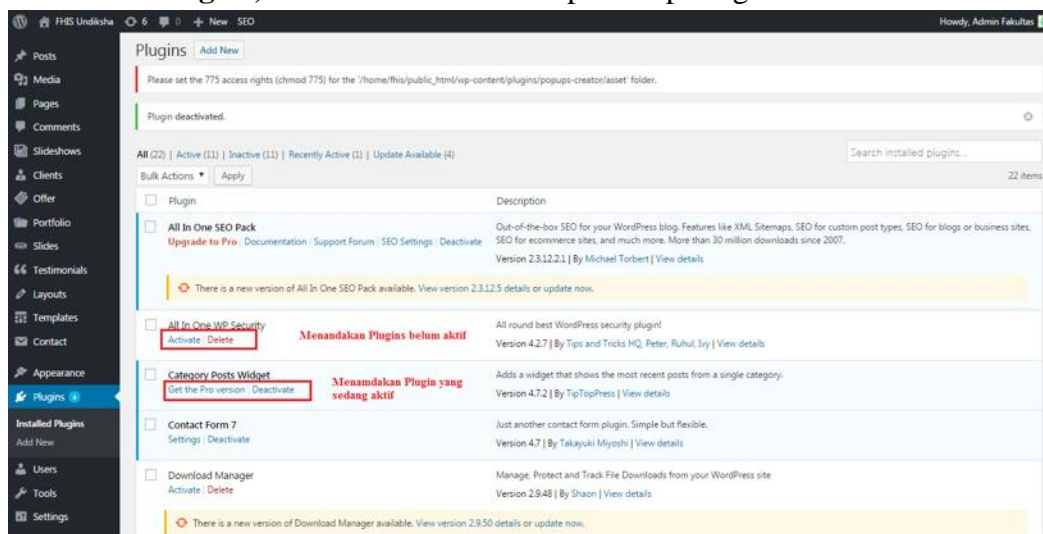 FHIS Undiksha 6 0 + New SEO Howdy, Admin Fakultas
Posts
Media
Pages
Comments
Slideshows
Clients
Offer
Portfolio
Slides
Testimonials
Layouts
Templates
Contact
Appearance
Plugins 4
Installed Plugins
Add New
Users
Tools
Settings
Plugins Add New
Please set the 775 access rights (chmod 775) for the '/home/fhis/public_html/wp-content/plugins/popups-creator/asset' folder.
Plugin deactivated.
All (22) | Active (11) | Inactive (11) | Recently Active (1) | Update Available (4)
Search installed plugins...
Bulk Actions Apply
22 items
Plugin Description
All In One SEO Pack
Upgrade to Pro | Documentation | Support Forum | SEO Settings | Deactivate
Out-of-the-box SEO for your WordPress blog. Features like XML Sitemaps, SEO for custom post types, SEO for blogs or business sites,
SEO for ecommerce sites, and much more. More than 30 million downloads since 2007.
Version 2.3.12.2.1 | By Michael Torbert | View details
There is a new version of All In One SEO Pack available. View version 2.3.12.5 details or update now.
All In One WP Security
Activate | Delete
Menandakan Plugins belum aktif
All round best WordPress security plugin!
Version 4.2.7 | By Tips and Tricks HQ, Peter, Ruhul, Ivy | View details
Category Posts Widget
Get the Pro version | Deactivate
Menamdakan Plugin yang
sedang aktif
Adds a widget that shows the most recent posts from a single category.
Version 4.7.2 | By TipTopPress | View details
Contact Form 7
Settings | Deactivate
Just another contact form plugin. Simple but flexible.
Version 4.7 | By Takayuki Miyoshi | View details
Download Manager
Activate | Delete
Manage, Protect and Track File Downloads from your WordPress site
Version 2.9.48 | By Shaon | View details
There is a new version of Download Manager available. View version 2.9.50 details or update now.